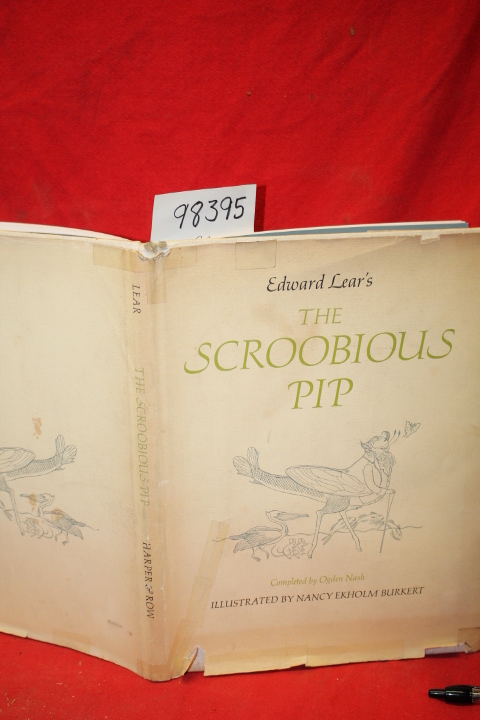 98395
Edward Lear's
THE
SCROOBIOUS
PIP
Completed by Ogden Nash
ILLUSTRATED BY NANCY EKHOLM BURKERT
LEAR
THE SCROOBIOUS PIP
HARPER & ROW